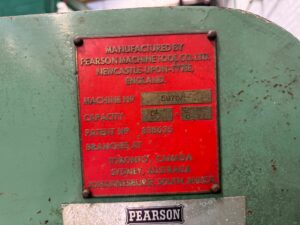 MANUFACTURED BY
PEARSON MACHINE TOOL CO. LTD.
NEWCASTLE-UPON-TYNE,
ENGLAND.
MACHINE Nº
CAPACITY
PATENT Nº
BRANCHES AT
TORONTO, CANADA
SYDNEY, AUSTRALIA
JOHANNESBURG, SOUTH AFRICA
PEARSON